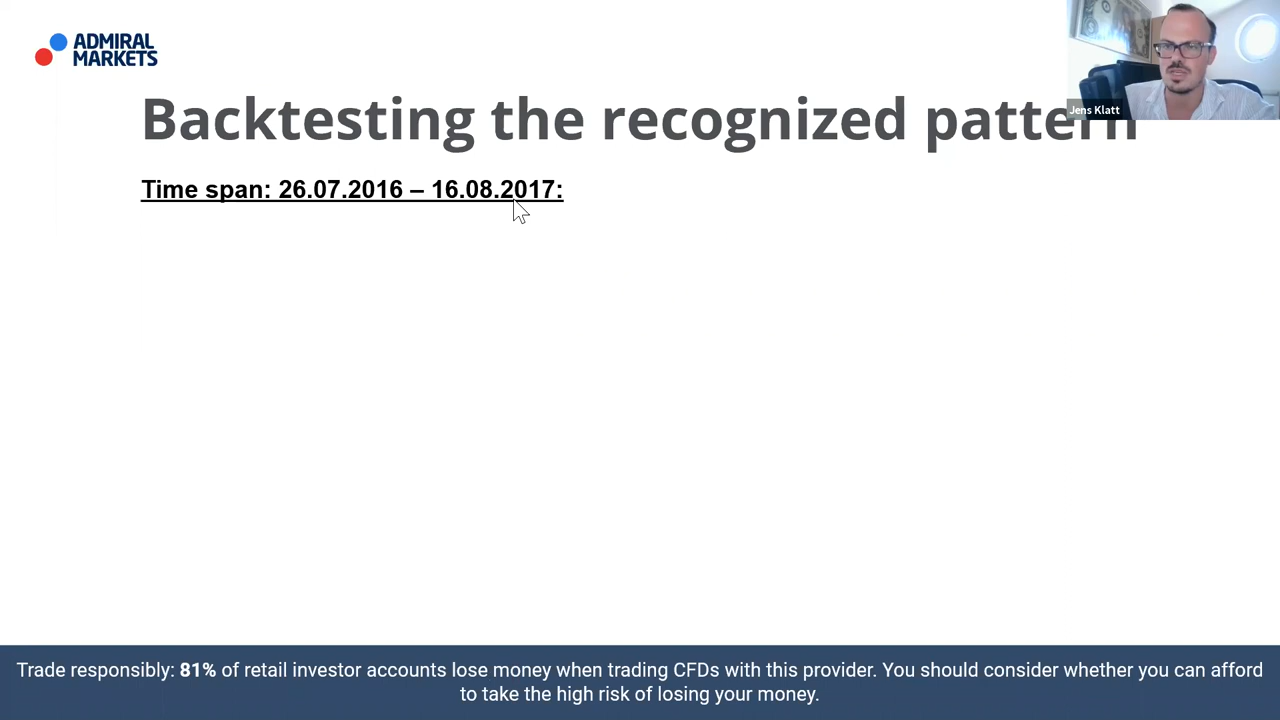 ADMIRAL
MARKETS
Jens Klatt
Backtesting the recognized pattern
Time span: 26.07.2016 – 16.08.2017:
Trade responsibly: 81% of retail investor accounts lose money when trading CFDs with this provider. You should consider whether you can afford
to take the high risk of losing your money.